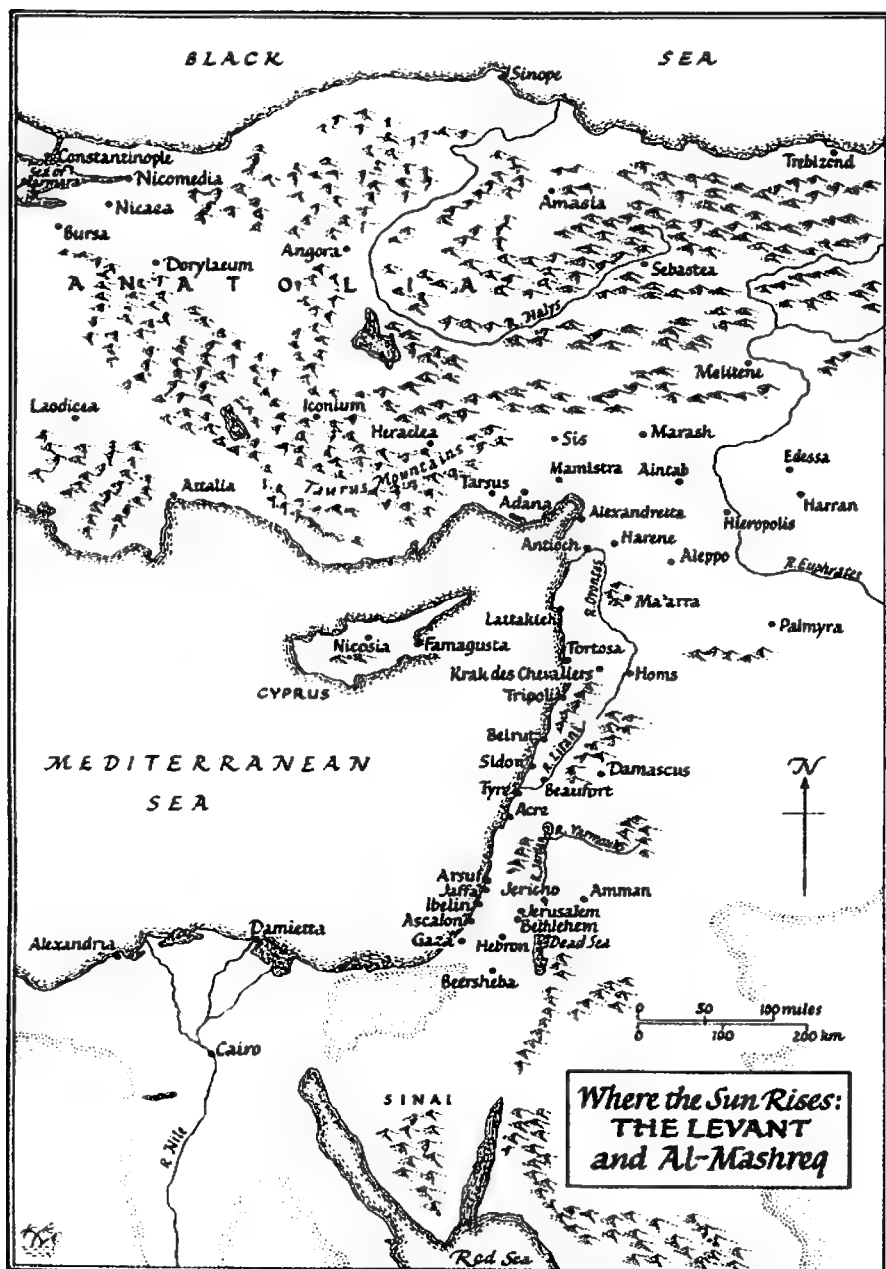 BLACK SEA
Sinope
Constantinople
Trebizond
Sea of Marmara
Nicomedia
Nicaea
Amasia
Bursa
Angora
Dorylaeum
Sebastea
ANATOLIA
R. Halys
Melitene
Laodicea
Iconium
Heraclea
Sis
Marash
Taurus Mountains
Mamistra
Aintab
Edessa
Attalia
Tarsus
Adana
Harran
Alexandretta
Hieropolis
Antioch
Harene
Aleppo
R. Euphrates
R. Orontes
Ma'arra
Lattakieh
Palmyra
Nicosia
Famagusta
Tortosa
Krak des Chevaliers
Homs
CYPRUS
Tripoli
Beirut
R. Litani
MEDITERRANEAN
SEA
Sidon
Damascus
N
Tyre
Beaufort
Acre
R. Yarmouk
R. Jordan
Arsuf
Jaffa
Jericho
Amman
Ibelin
Jerusalem
Ascalon
Bethlehem
Alexandria
Damietta
Gaza
Hebron
Dead Sea
Beersheba
0 50 100 miles
0 100 200 km
Cairo
SINAI
R. Nile
Where the Sun Rises:
THE LEVANT
and Al-Mashreq
Red Sea